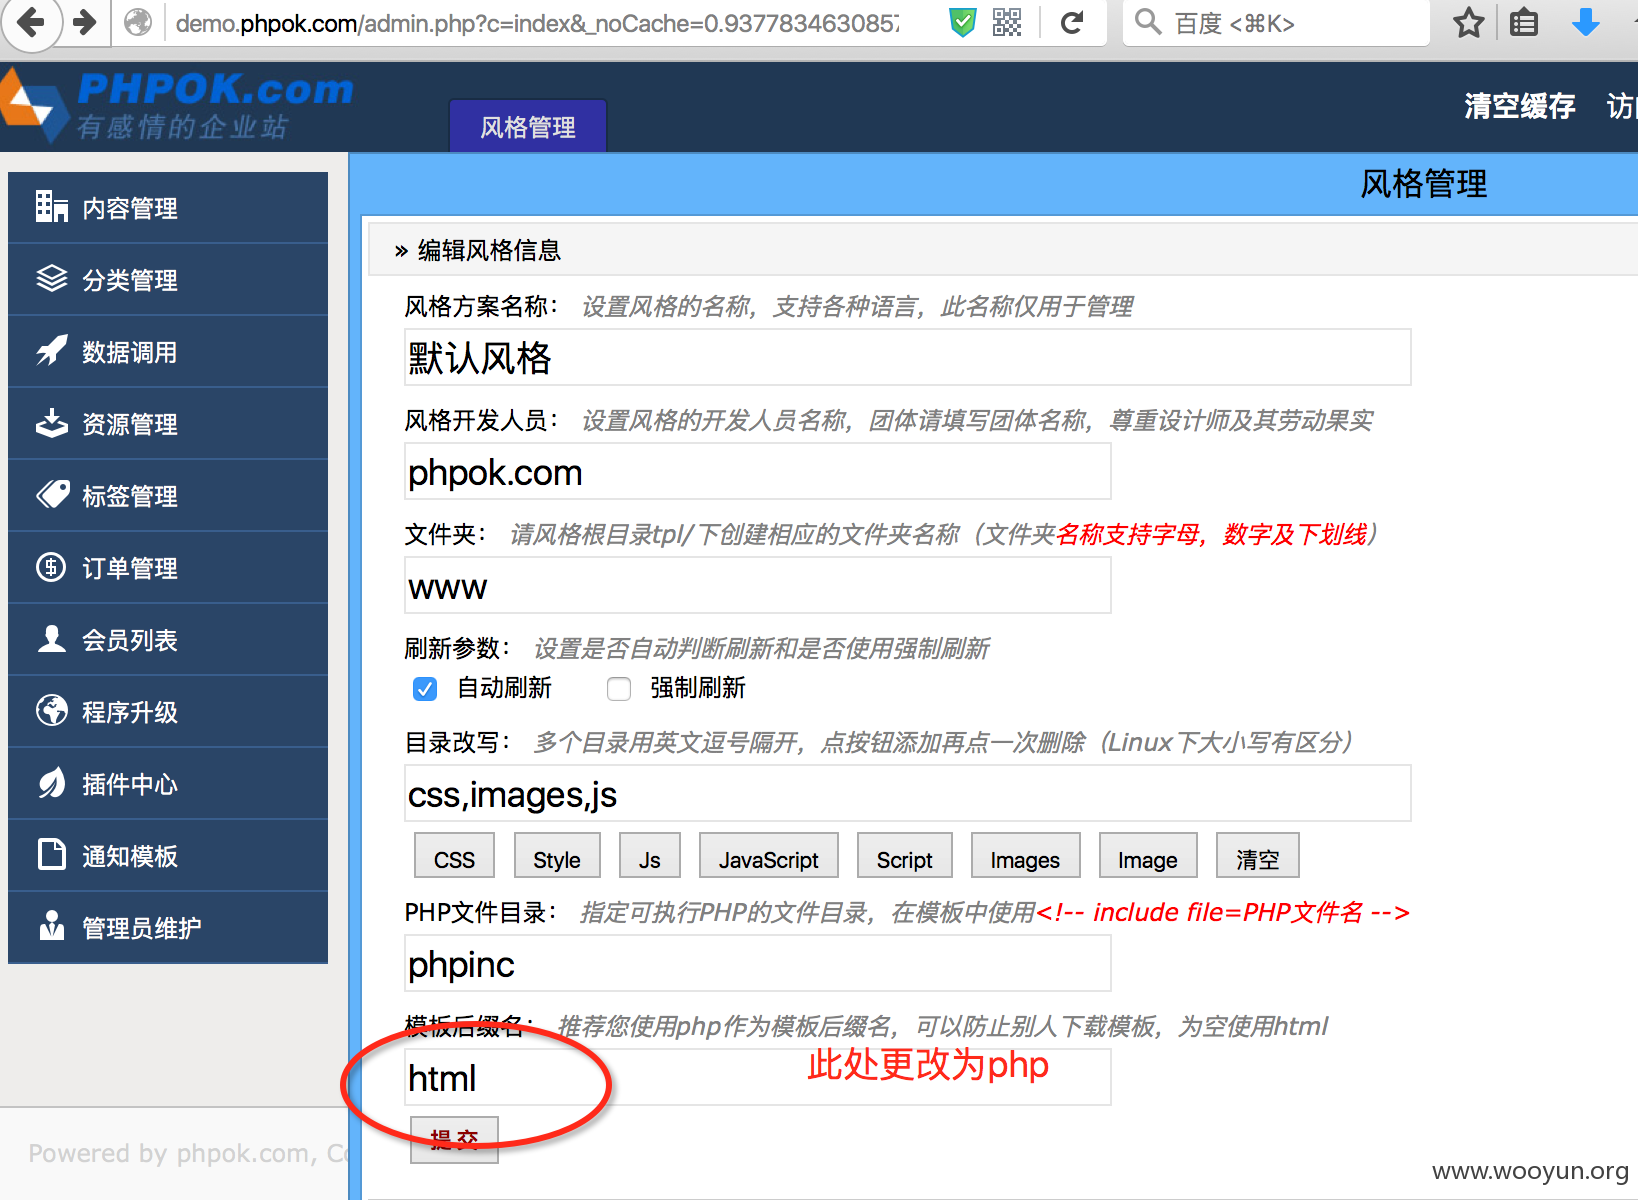 demo.phpok.com/admin.php?c=index&_noCache=0.9377834630857
百度 <⌘K>
PHPOK.com
有感情的企业站
风格管理
清空缓存
风格管理
内容管理
分类管理
数据调用
资源管理
标签管理
订单管理
会员列表
程序升级
插件中心
通知模板
管理员维护
» 编辑风格信息
风格方案名称： 设置风格的名称，支持各种语言，此名称仅用于管理
默认风格
风格开发人员： 设置风格的开发人员名称，团体请填写团体名称，尊重设计师及其劳动果实
phpok.com
文件夹： 请风格根目录tpl/下创建相应的文件夹名称（文件夹名称支持字母，数字及下划线）
www
刷新参数： 设置是否自动判断刷新和是否使用强制刷新
自动刷新 强制刷新
目录改写： 多个目录用英文逗号隔开，点按钮添加再点一次删除（Linux下大小写有区分）
css,images,js
CSS Style Js JavaScript Script Images Image 清空
PHP文件目录： 指定可执行PHP的文件目录，在模板中使用<!-- include file=PHP文件名 -->
phpinc
模板后缀名： 推荐您使用php作为模板后缀名，可以防止别人下载模板，为空使用html
html
此处更改为php
提 交
Powered by phpok.com,
www.wooyun.org